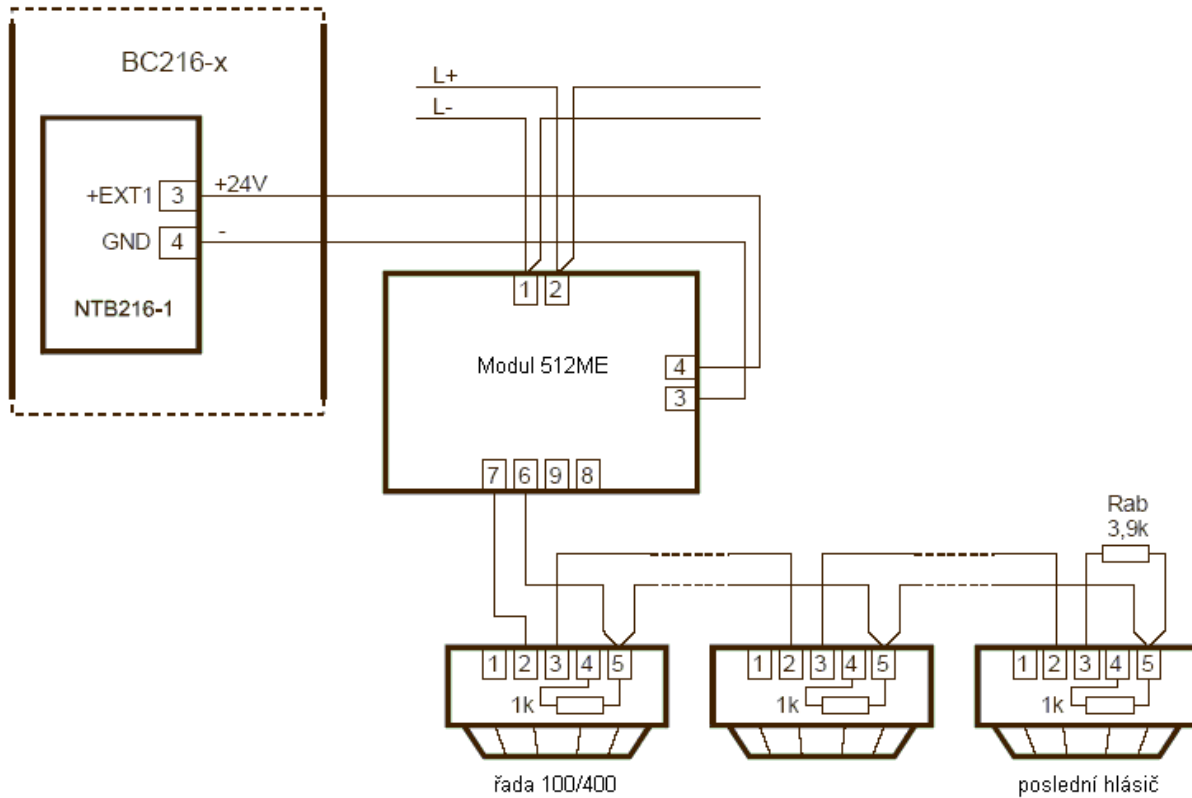 BC216-x
L+
L-
+EXT1 3 +24V
GND 4 -
NTB216-1
1 2
Modul 512ME
4
3
7 6 9 8
Rab
3,9k
1 2 3 4 5
1k
1 2 3 4 5
1k
1 2 3 4 5
1k
řada 100/400
poslední hlásič